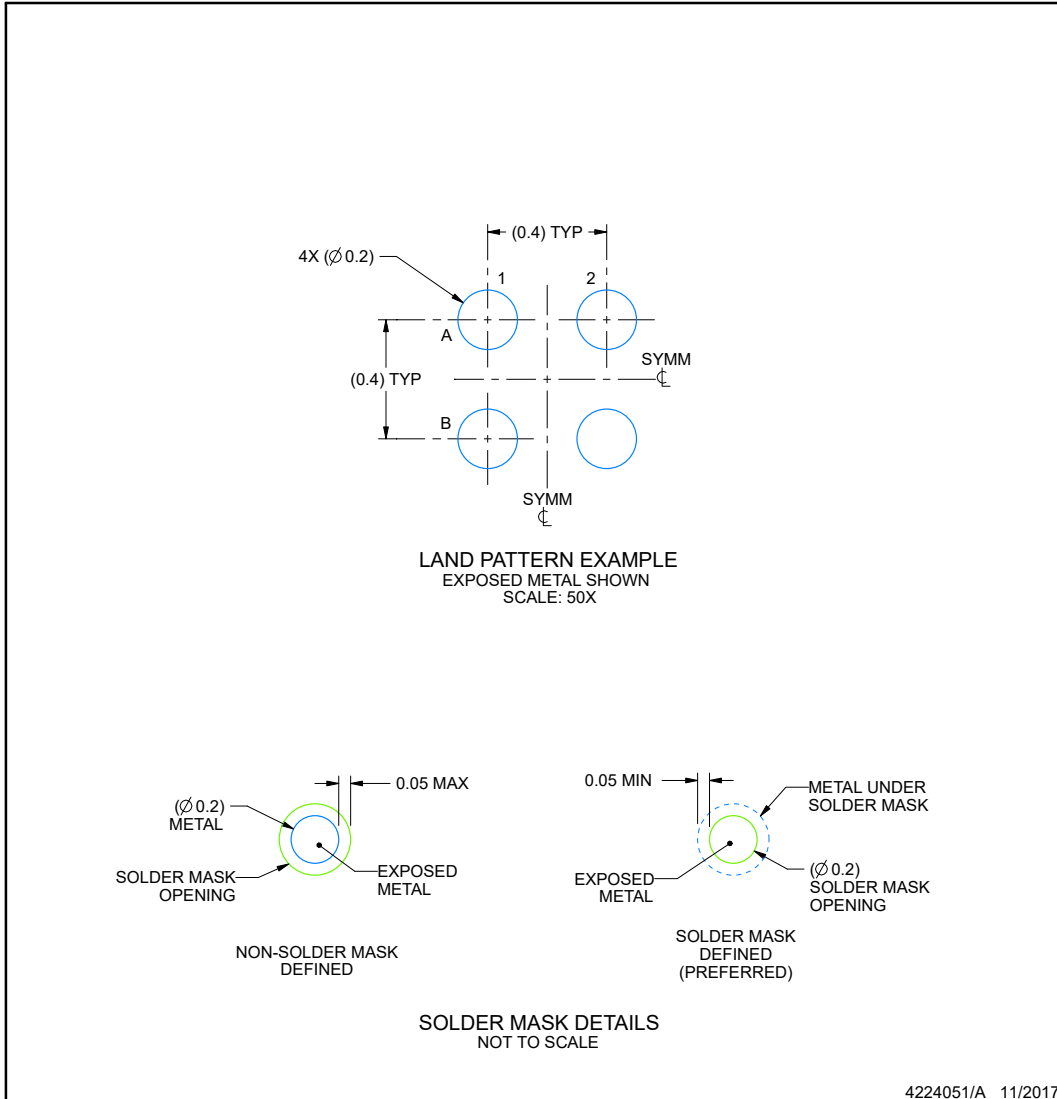 (0.4) TYP
4X (∅ 0.2)
1
2
A
SYMM
℄
(0.4) TYP
B
SYMM
℄
LAND PATTERN EXAMPLE
EXPOSED METAL SHOWN
SCALE: 50X
0.05 MAX
(∅ 0.2)
METAL
SOLDER MASK
OPENING
EXPOSED
METAL
NON-SOLDER MASK
DEFINED
0.05 MIN
METAL UNDER
SOLDER MASK
EXPOSED
METAL
(∅ 0.2)
SOLDER MASK
OPENING
SOLDER MASK
DEFINED
(PREFERRED)
SOLDER MASK DETAILS
NOT TO SCALE
4224051/A 11/2017